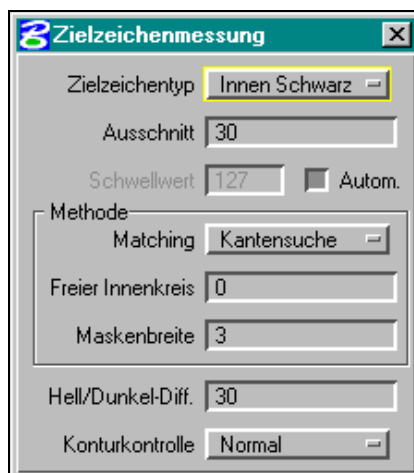 Zielzeichenmessung
Zielzeichentyp Innen Schwarz
Ausschnitt 30
Schwellwert 127 Autom.
Methode
Matching Kantensuche
Freier Innenkreis 0
Maskenbreite 3
Hell/Dunkel-Diff. 30
Konturkontrolle Normal